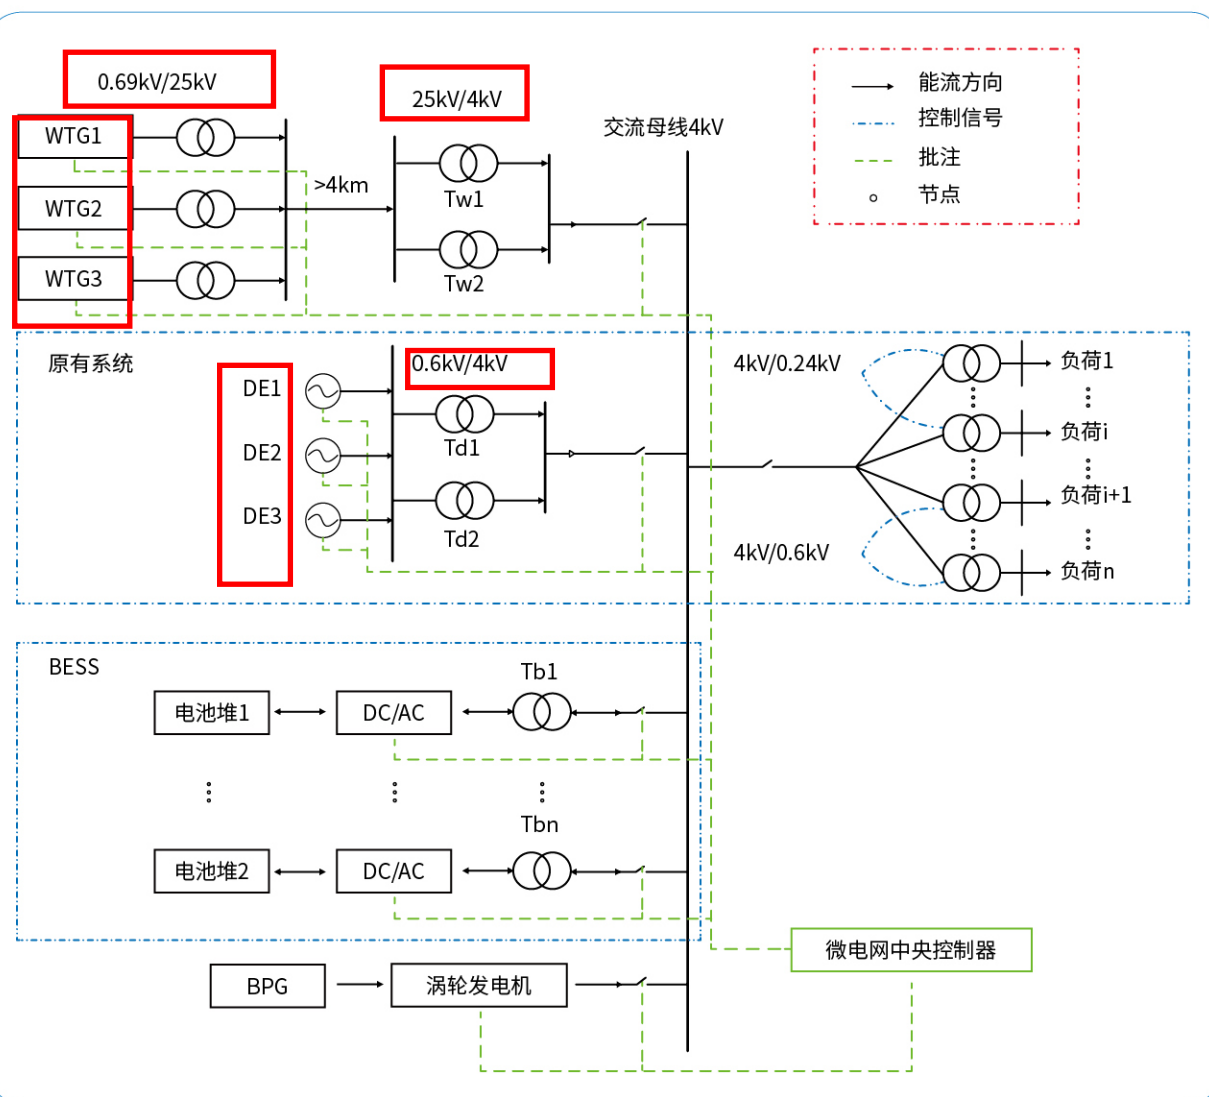 0.69kV/25kV
25kV/4kV
交流母线4kV
能流方向
控制信号
批注
节点
WTG1
WTG2
WTG3
>4km
Tw1
Tw2
原有系统
DE1
DE2
DE3
0.6kV/4kV
Td1
Td2
4kV/0.24kV
4kV/0.6kV
负荷1
负荷i
负荷i+1
负荷n
BESS
Tb1
电池堆1
DC/AC
Tbn
电池堆2
DC/AC
微电网中央控制器
BPG
涡轮发电机